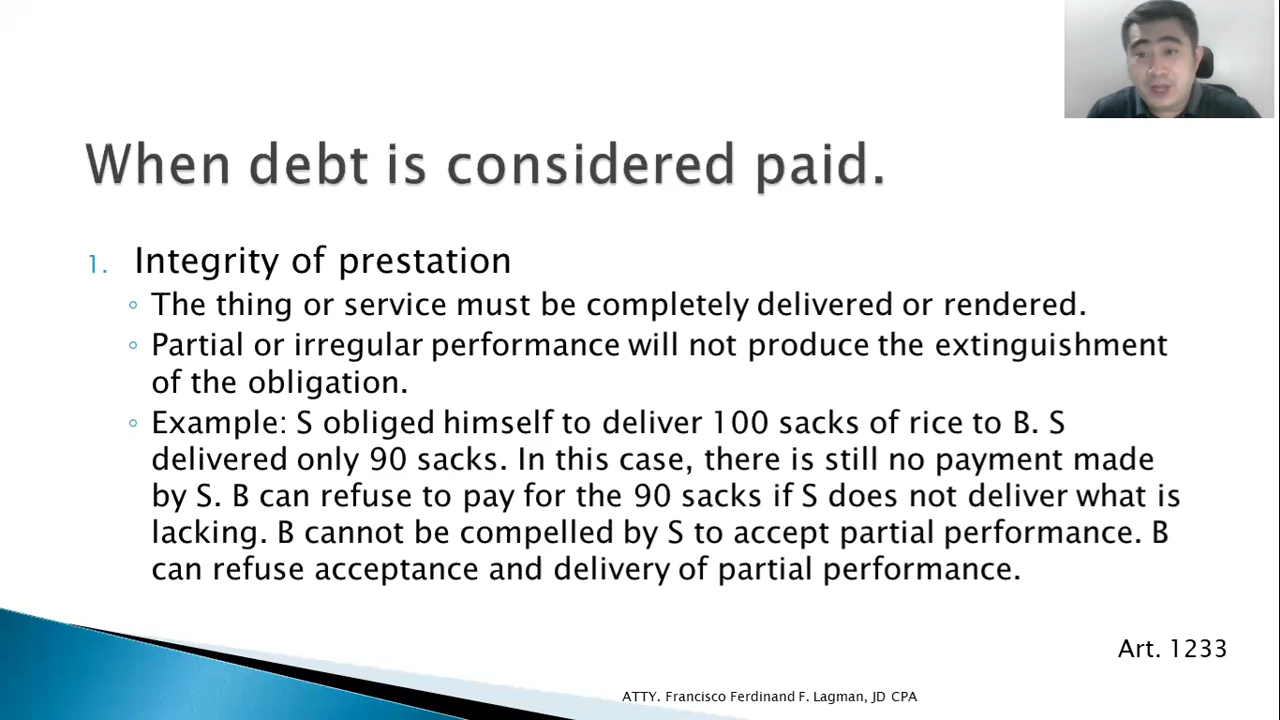 When debt is considered paid.
1. Integrity of prestation
◦ The thing or service must be completely delivered or rendered.
◦ Partial or irregular performance will not produce the extinguishment
of the obligation.
◦ Example: S obliged himself to deliver 100 sacks of rice to B. S
delivered only 90 sacks. In this case, there is still no payment made
by S. B can refuse to pay for the 90 sacks if S does not deliver what is
lacking. B cannot be compelled by S to accept partial performance. B
can refuse acceptance and delivery of partial performance.
Art. 1233
ATTY. Francisco Ferdinand F. Lagman, JD CPA